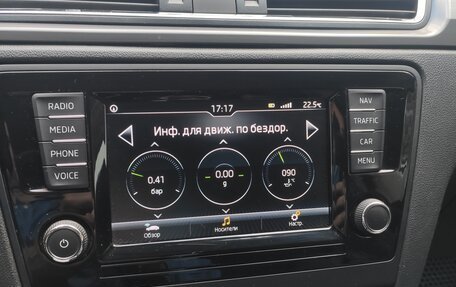 RADIO
MEDIA
PHONE
VOICE
17:17
22.5°C
Инф. для движ. по бездор.
0.41
бар
0.00
g
090
°C
Обзор
Носители
Настр.
NAV
TRAFFIC
CAR
MENU